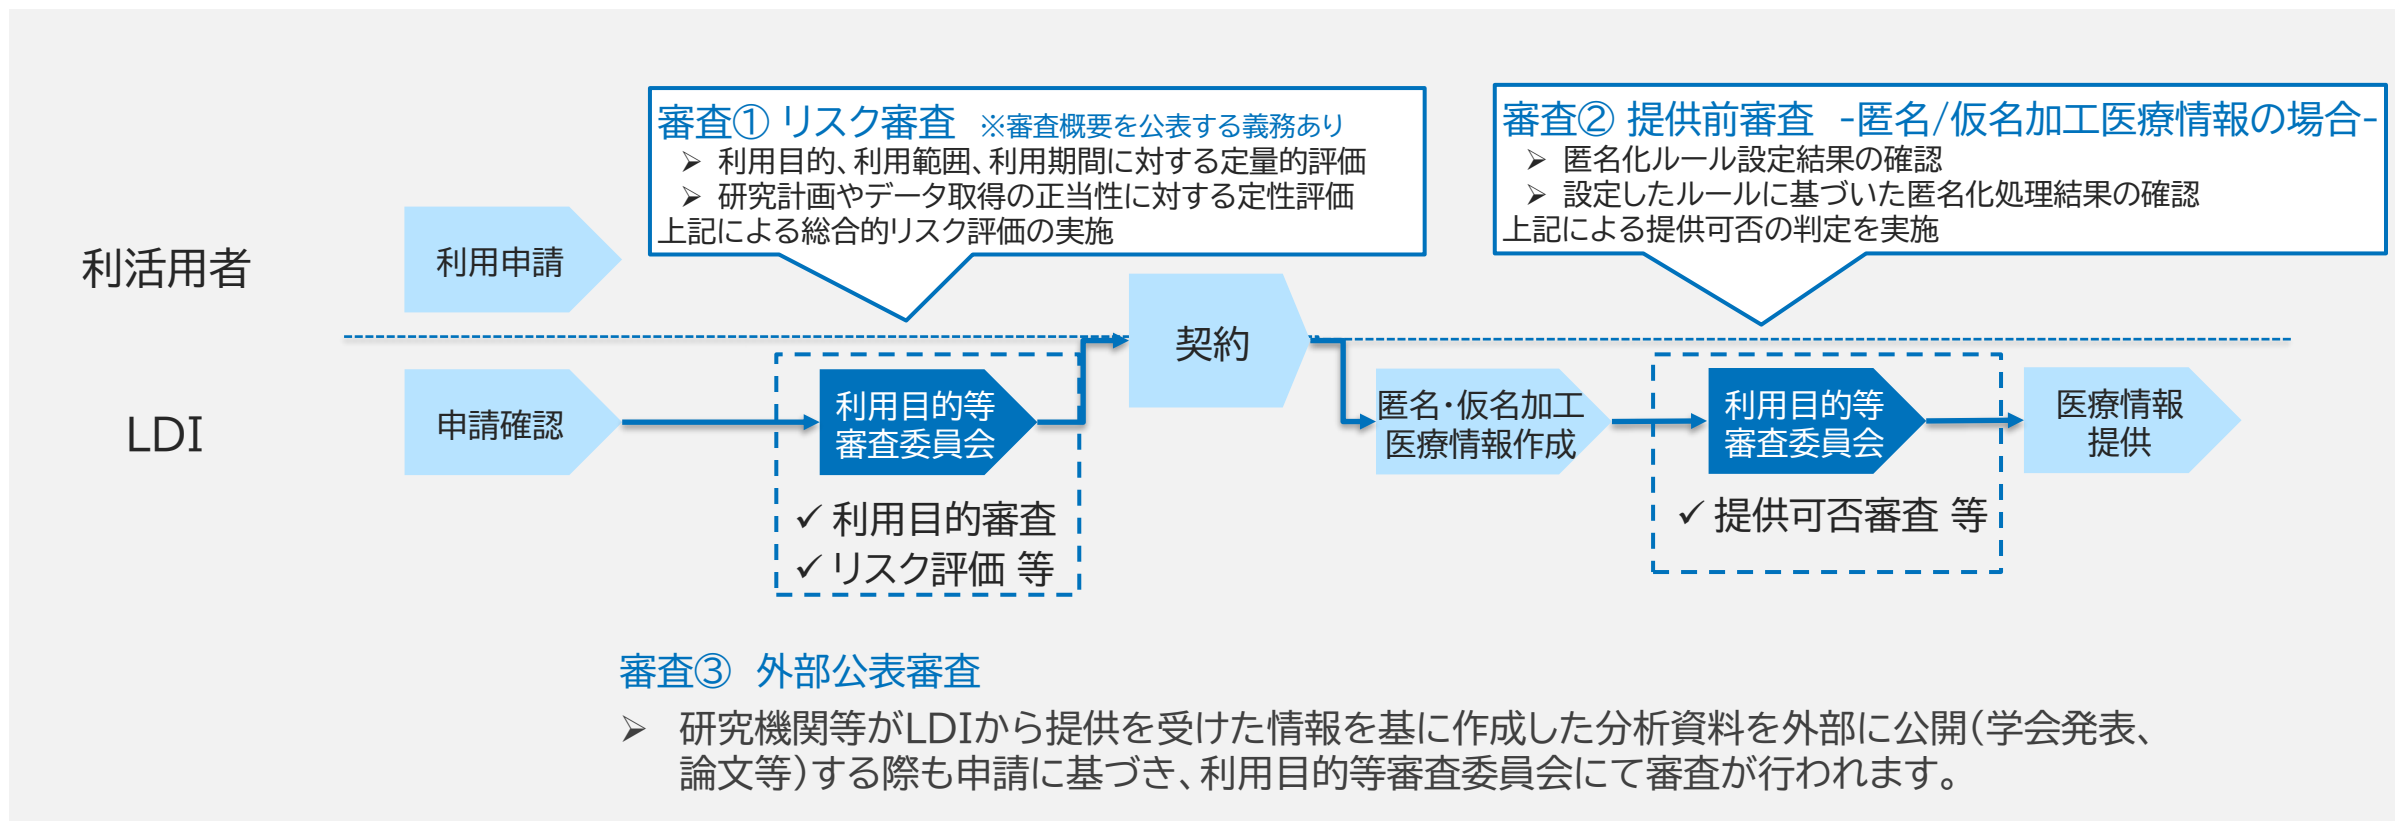 審査① リスク審査 ※審査概要を公表する義務あり
➢ 利用目的、利用範囲、利用期間に対する定量的評価
➢ 研究計画やデータ取得の正当性に対する定性評価
上記による総合的リスク評価の実施
審査② 提供前審査 -匿名/仮名加工医療情報の場合-
➢ 匿名化ルール設定結果の確認
➢ 設定したルールに基づいた匿名化処理結果の確認
上記による提供可否の判定を実施
利活用者
利用申請
契約
LDI
申請確認
利用目的等
審査委員会
✓ 利用目的審査
✓ リスク評価 等
匿名・仮名加工
医療情報作成
利用目的等
審査委員会
✓ 提供可否審査 等
医療情報
提供
審査③ 外部公表審査
➢ 研究機関等がLDIから提供を受けた情報を基に作成した分析資料を外部に公開(学会発表、
論文等)する際も申請に基づき、利用目的等審査委員会にて審査が行われます。